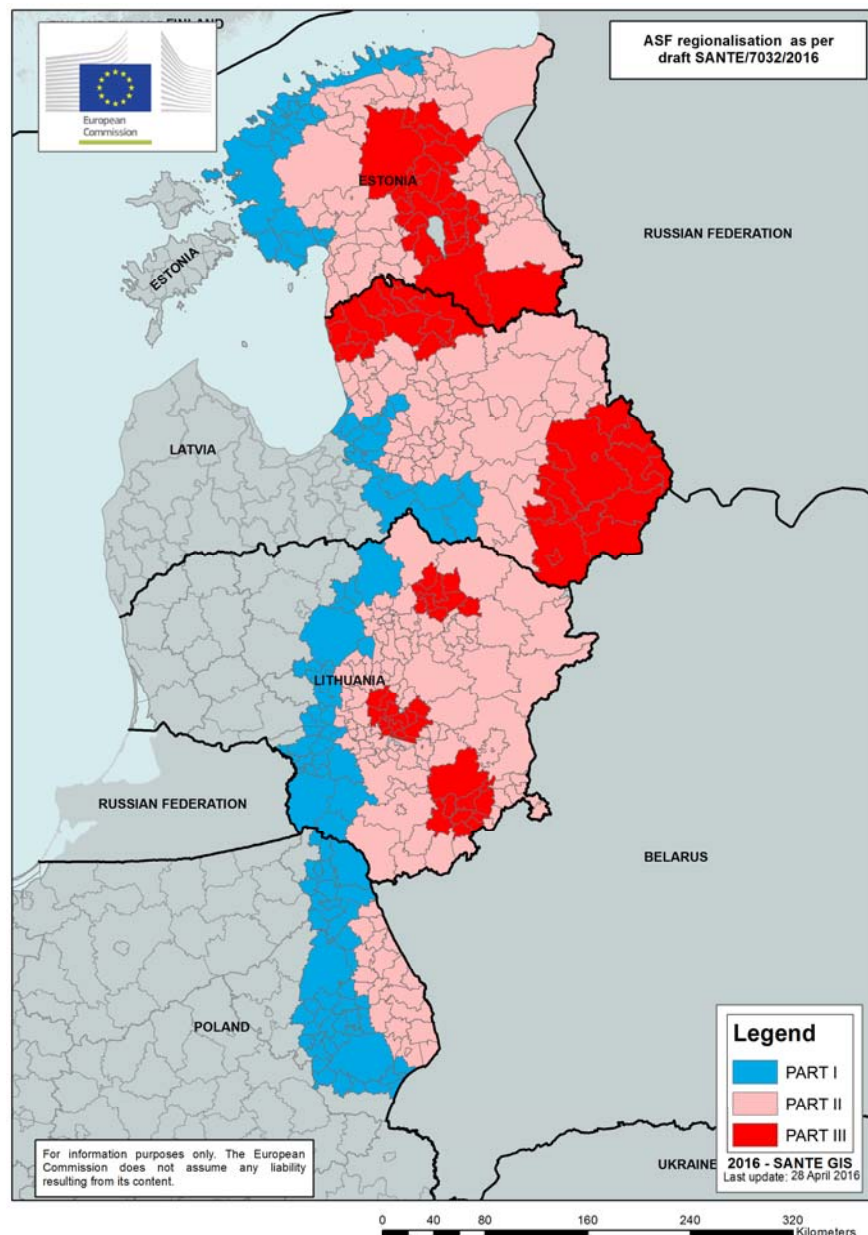 FINLAND
ASF regionalisation as per
draft SANTE/7032/2016
European
Commission
ESTONIA
RUSSIAN FEDERATION
ESTONIA
LATVIA
LITHUANIA
RUSSIAN FEDERATION
BELARUS
POLAND
Legend
PART I
PART II
PART III
2016 - SANTE GIS
Last update: 28 April 2016
UKRAINE
For information purposes only. The European
Commission does not assume any liability
resulting from its content.
0 40 80 160 240 320
Kilometers